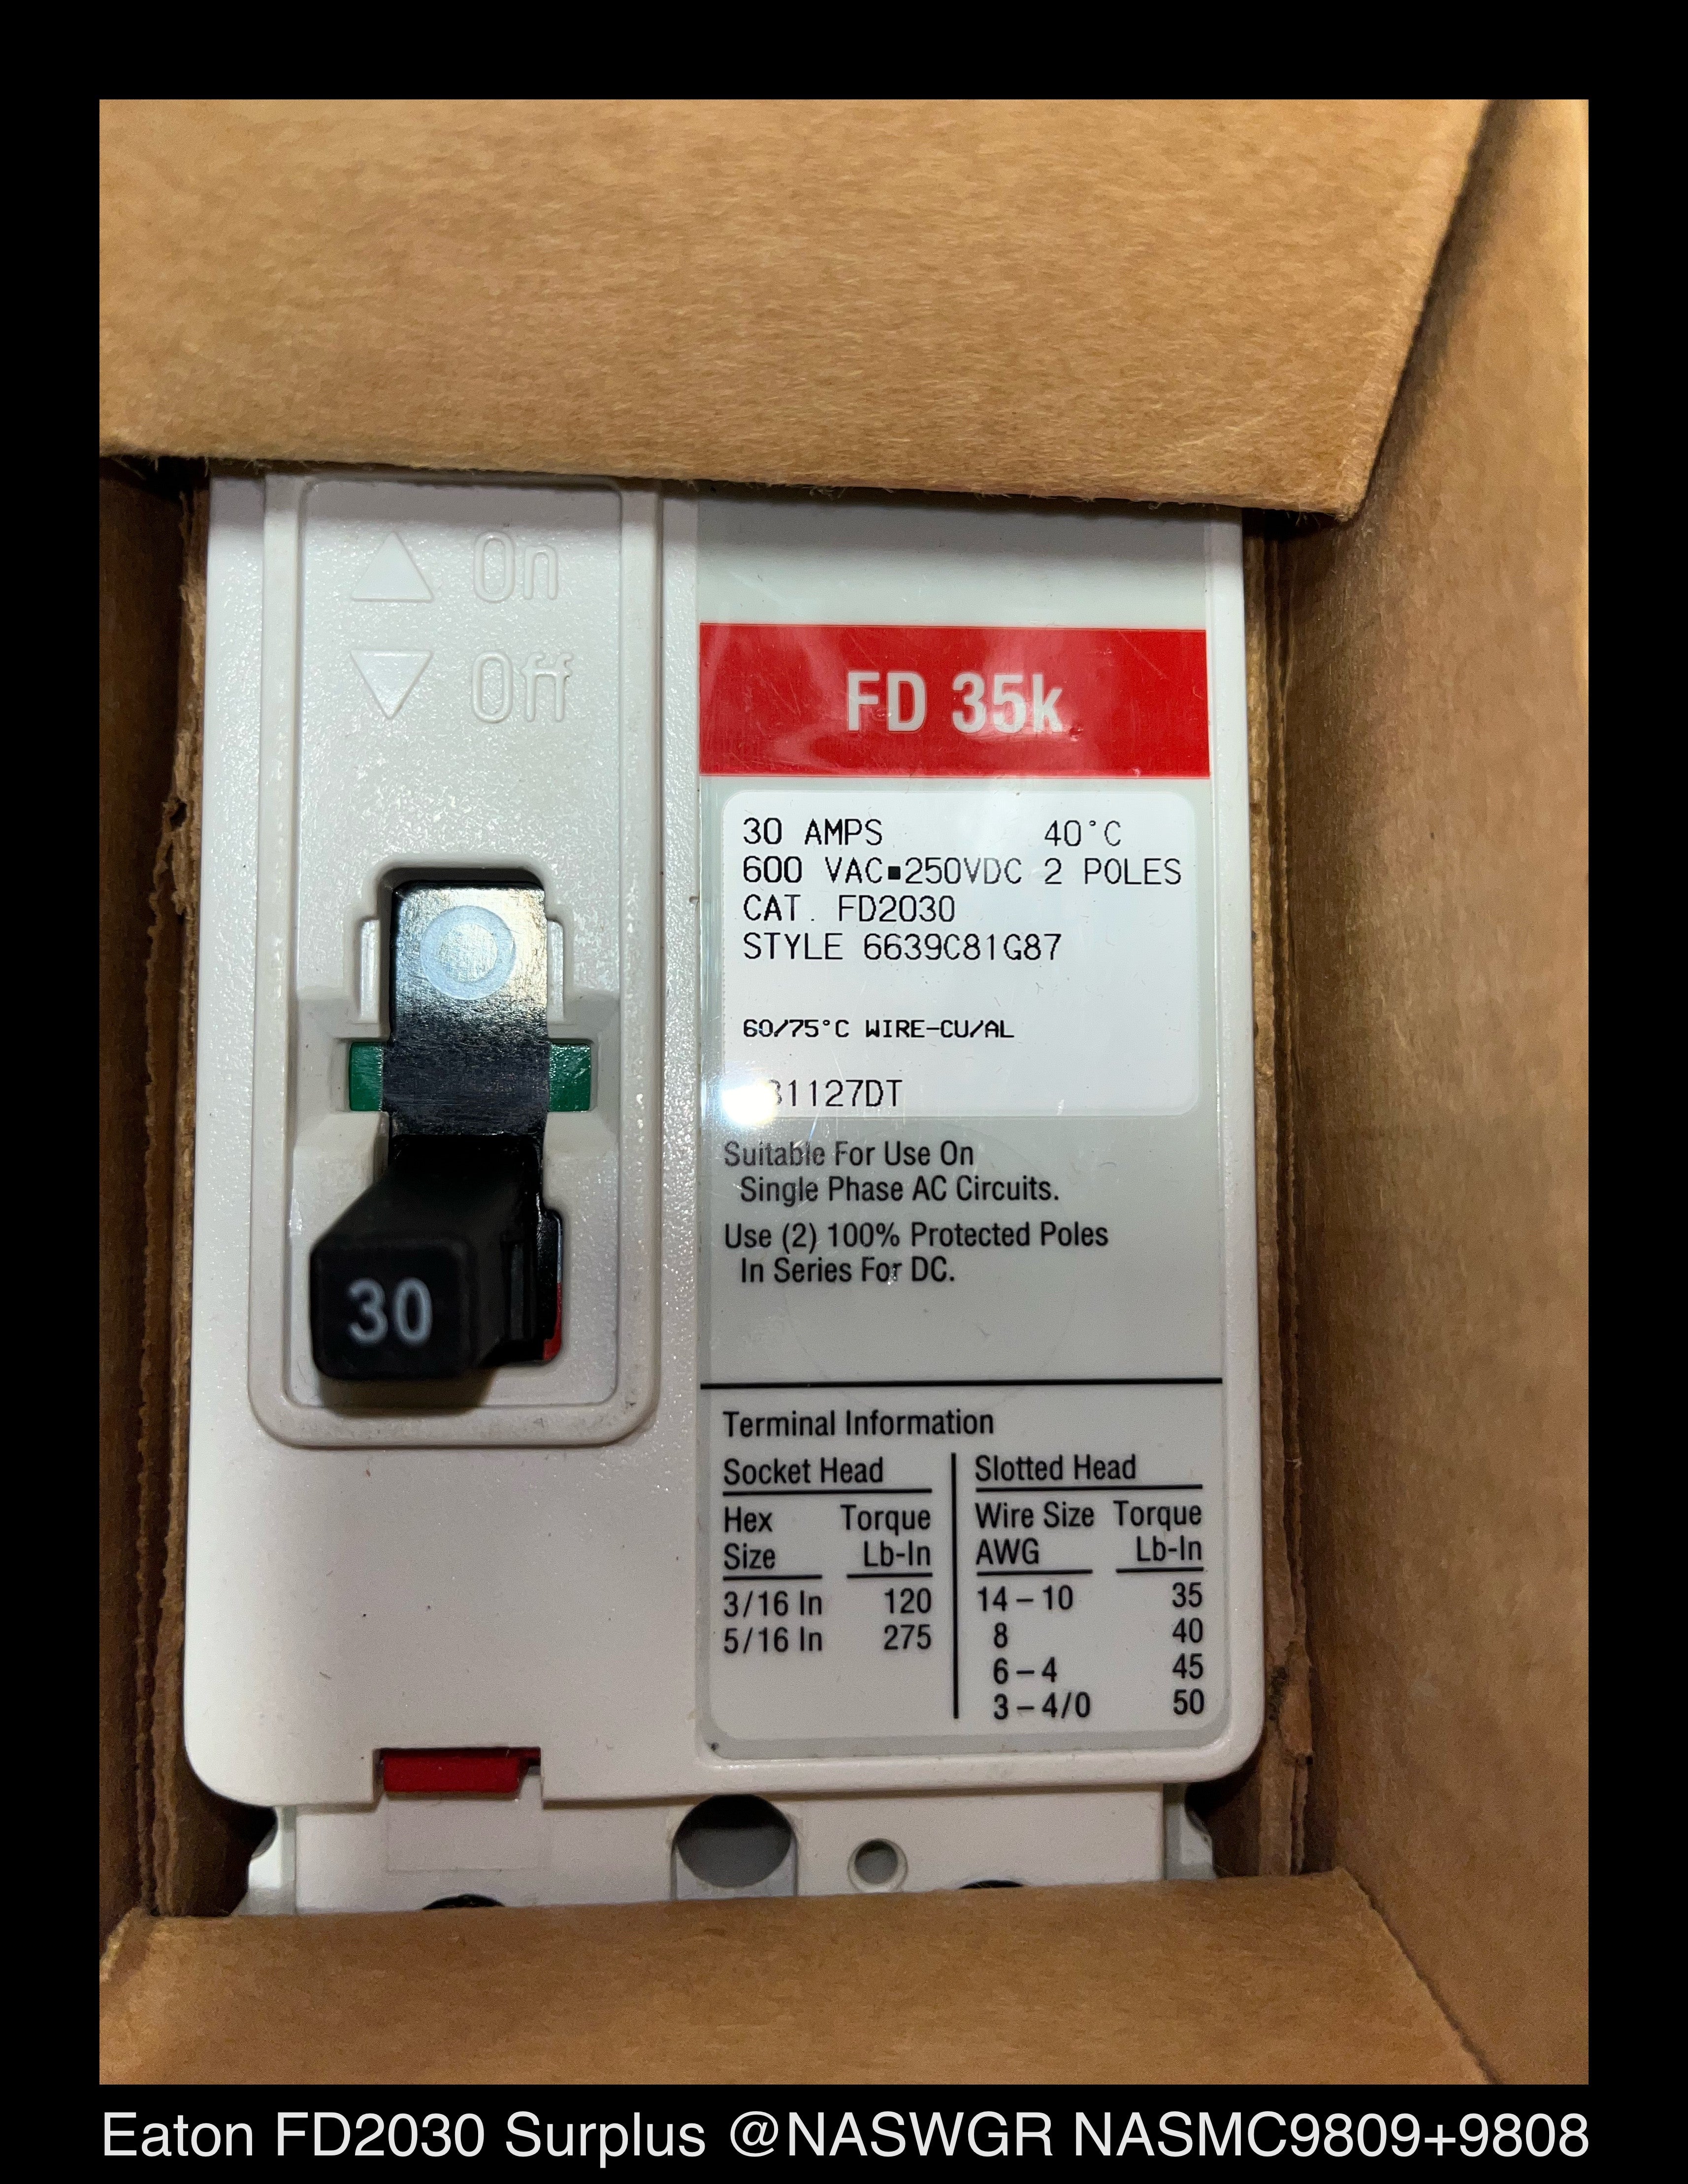 On
Off
FD 35k
30 AMPS 40°C
600 VAC▪250VDC 2 POLES
CAT. FD2030
STYLE 6639C81G87
60/75°C WIRE-CU/AL
31127DT
Suitable For Use On
Single Phase AC Circuits.
Use (2) 100% Protected Poles
In Series For DC.
30
Terminal Information
Socket Head
Hex Size Torque Lb-In
3/16 In 120
5/16 In 275
Slotted Head
Wire Size AWG Torque Lb-In
14 – 10 35
8 40
6 – 4 45
3 – 4/0 50
Eaton FD2030 Surplus @NASWGR NASMC9809+9808